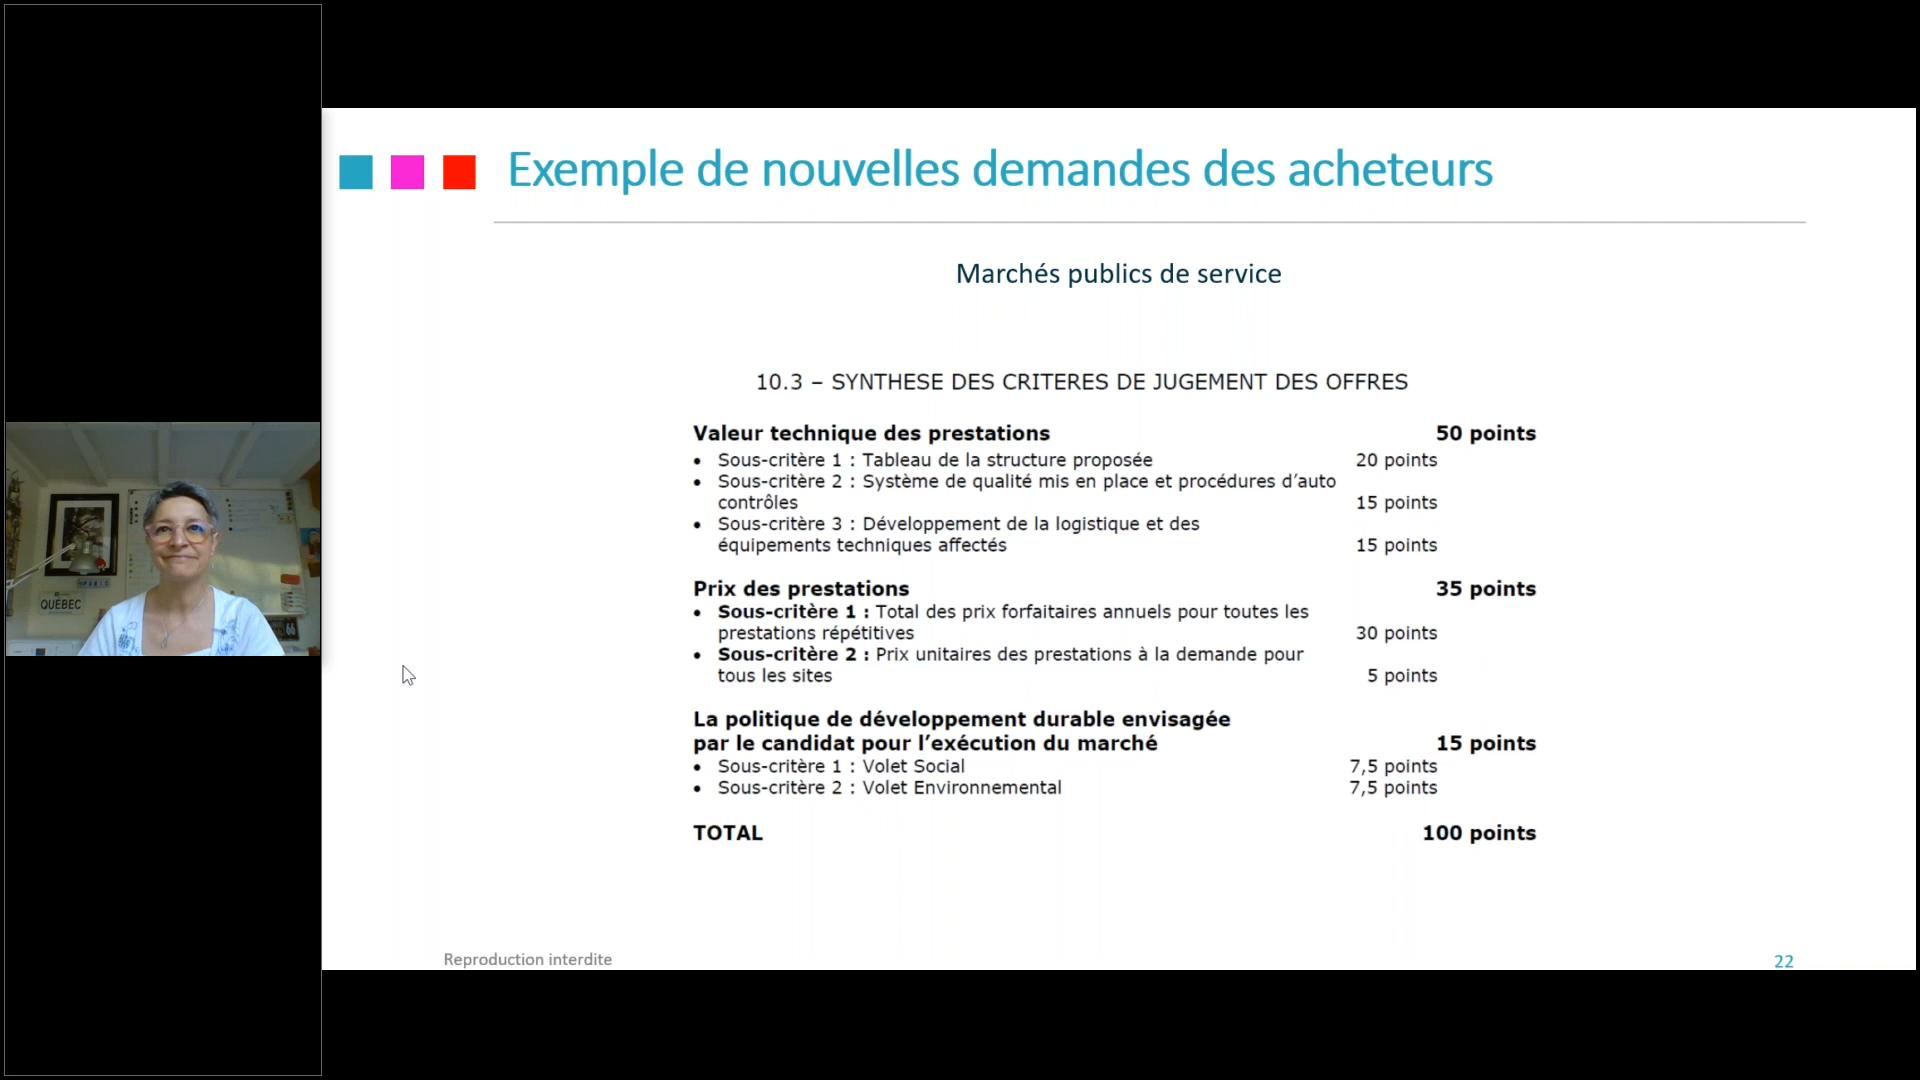 Exemple de nouvelles demandes des acheteurs
Marchés publics de service
10.3 – SYNTHESE DES CRITERES DE JUGEMENT DES OFFRES
Valeur technique des prestations 50 points
• Sous-critère 1 : Tableau de la structure proposée 20 points
• Sous-critère 2 : Système de qualité mis en place et procédures d’auto
contrôles 15 points
• Sous-critère 3 : Développement de la logistique et des
équipements techniques affectés 15 points
Prix des prestations 35 points
• Sous-critère 1 : Total des prix forfaitaires annuels pour toutes les
prestations répétitives 30 points
• Sous-critère 2 : Prix unitaires des prestations à la demande pour
tous les sites 5 points
La politique de développement durable envisagée
par le candidat pour l’exécution du marché 15 points
• Sous-critère 1 : Volet Social 7,5 points
• Sous-critère 2 : Volet Environnemental 7,5 points
TOTAL 100 points
Reproduction interdite
22
PARIS
QUÉBEC
66